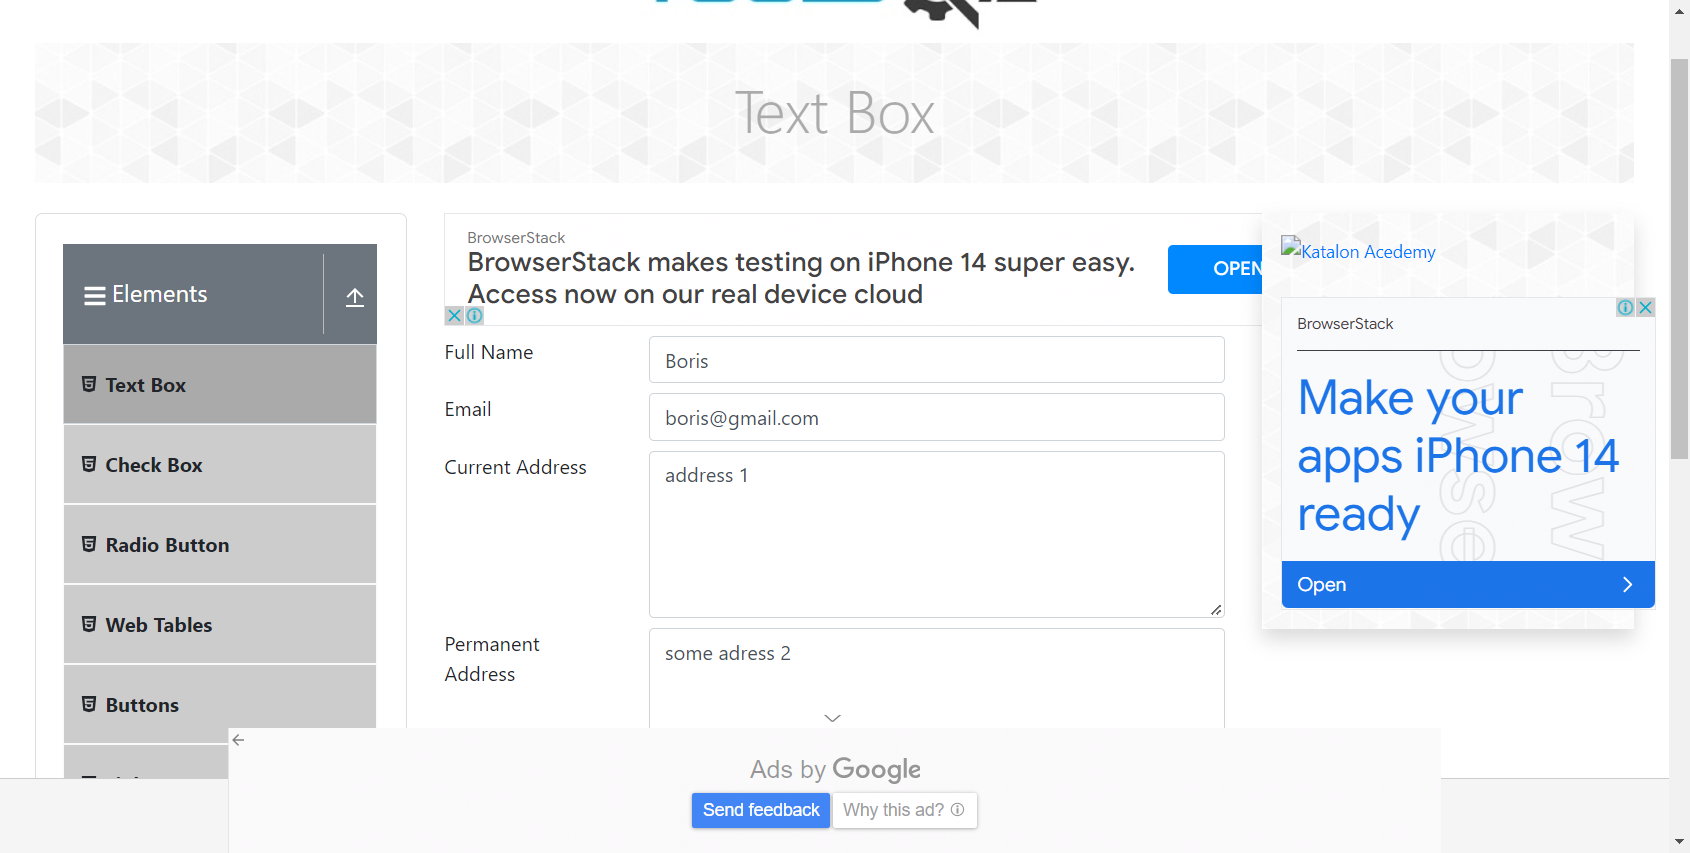 Text Box
Elements
Text Box
Check Box
Radio Button
Web Tables
Buttons
BrowserStack
BrowserStack makes testing on iPhone 14 super easy.
Access now on our real device cloud
OPEN
Full Name
Boris
Email
boris@gmail.com
Current Address
address 1
Permanent
Address
some adress 2
Katalon Acedemy
BrowserStack
Make your
apps iPhone 14
ready
Brow
owse
Open
Ads by Google
Send feedback
Why this ad?